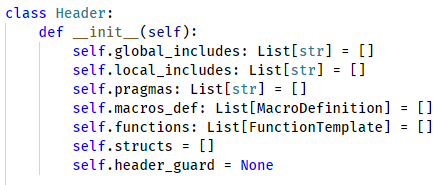 class Header:
    def __init__(self):
        self.global_includes: List[str] = []
        self.local_includes: List[str] = []
        self.pragmas: List[str] = []
        self.macros_def: List[MacroDefinition] = []
        self.functions: List[FunctionTemplate] = []
        self.structs = []
        self.header_guard = None